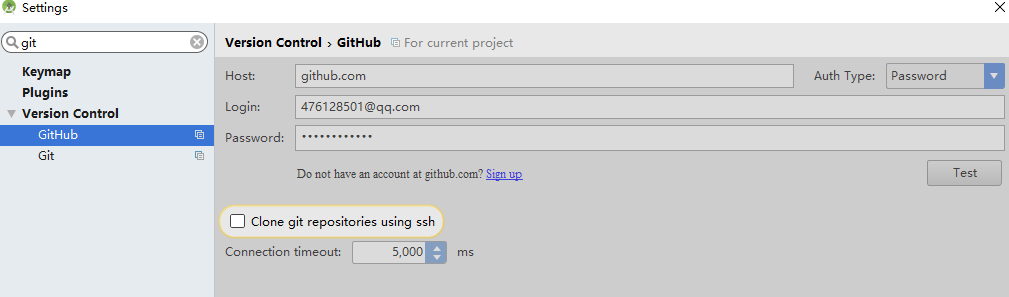 Settings
git
Version Control › GitHub For current project
Keymap
Plugins
Version Control
GitHub
Git
Host: github.com Auth Type: Password
Login: 476128501@qq.com
Password: ••••••••••••
Do not have an account at github.com? Sign up
Test
Clone git repositories using ssh
Connection timeout: 5,000 ms